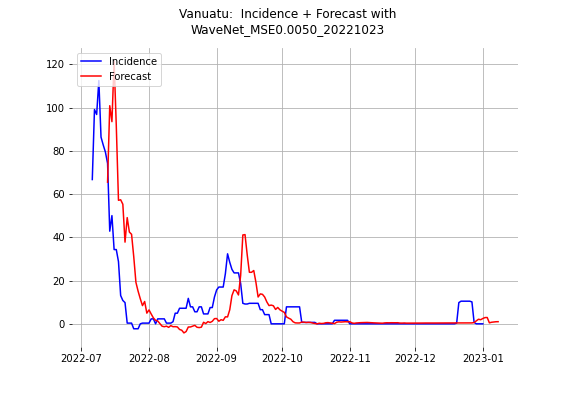 Vanuatu:  Incidence + Forecast with
WaveNet_MSE0.0050_20221023
Incidence
Forecast
120
100
80
60
40
20
0
2022-07 2022-08 2022-09 2022-10 2022-11 2022-12 2023-01